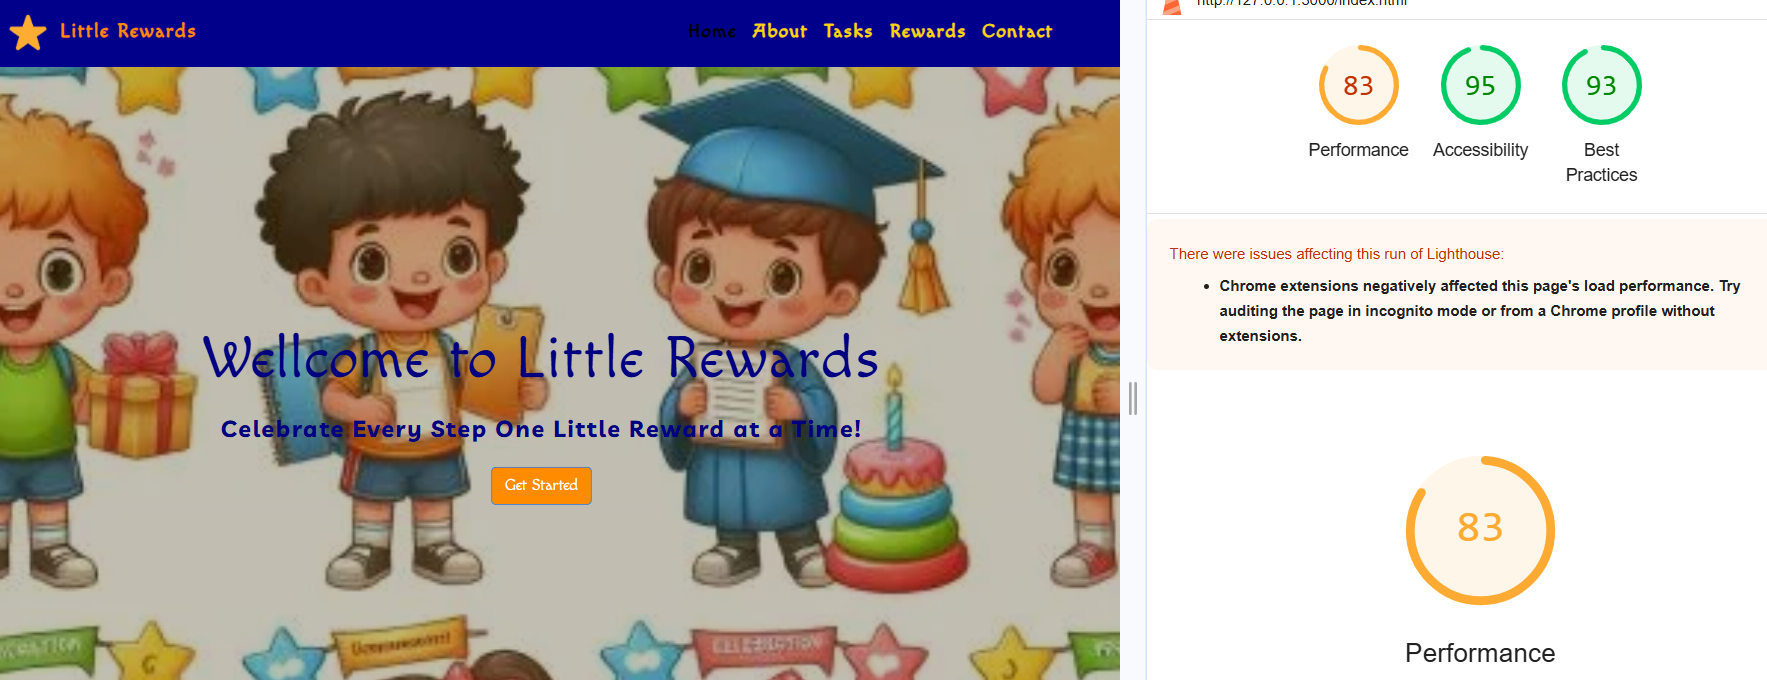 Little Rewards
Home About Tasks Rewards Contact
Wellcome to Little Rewards
Celebrate Every Step One Little Reward at a Time!
Get Started
CELEBRATION
http://127.0.0.1:3000/index.html
83 95 93
Performance Accessibility Best
Practices
There were issues affecting this run of Lighthouse:
Chrome extensions negatively affected this page's load performance. Try
auditing the page in incognito mode or from a Chrome profile without
extensions.
83
Performance